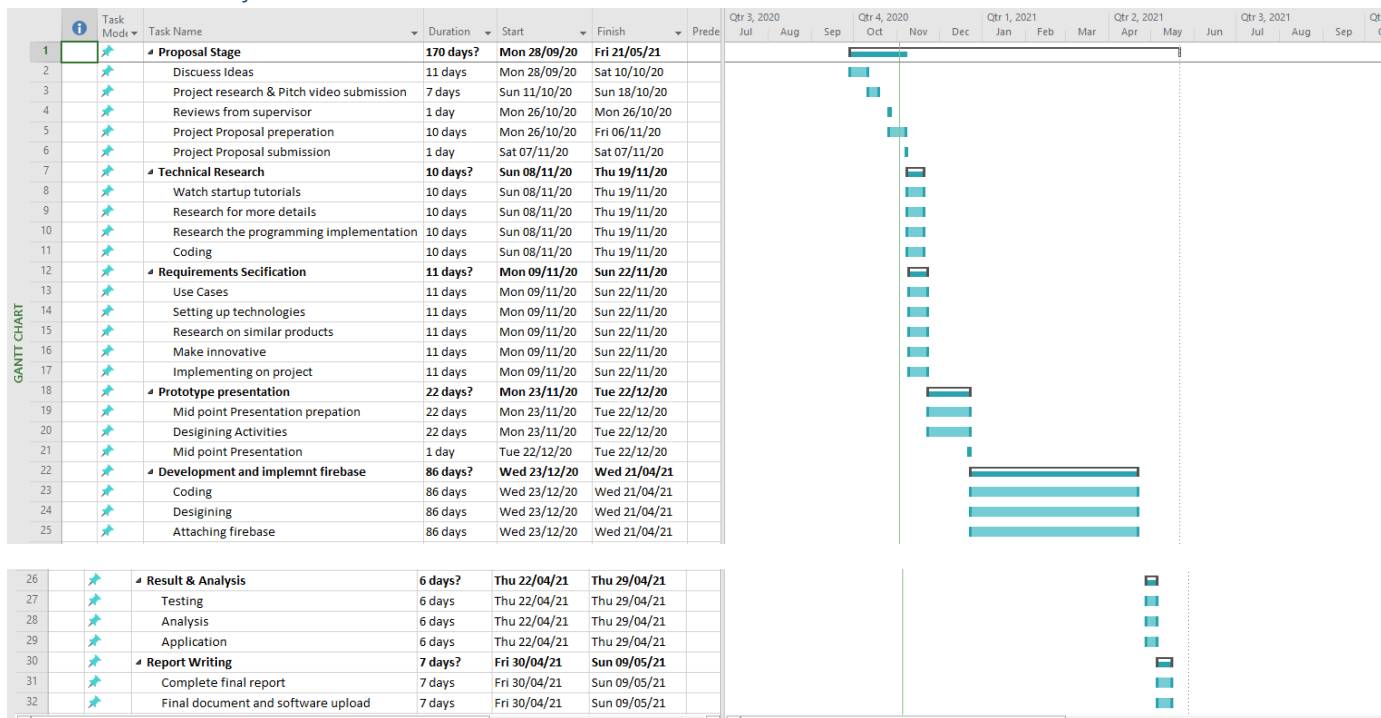 Qtr 3, 2020 Qtr 4, 2020 Qtr 1, 2021 Qtr 2, 2021 Qtr 3, 2021 Qt
Task Mode Task Name Duration Start Finish Prede Jul Aug Sep Oct Nov Dec Jan Feb Mar Apr May Jun Jul Aug Sep
1 Proposal Stage 170 days? Mon 28/09/20 Fri 21/05/21
2 Discuess Ideas 11 days Mon 28/09/20 Sat 10/10/20
3 Project research & Pitch video submission 7 days Sun 11/10/20 Sun 18/10/20
4 Reviews from supervisor 1 day Mon 26/10/20 Mon 26/10/20
5 Project Proposal preperation 10 days Mon 26/10/20 Fri 06/11/20
6 Project Proposal submission 1 day Sat 07/11/20 Sat 07/11/20
7 Technical Research 10 days? Sun 08/11/20 Thu 19/11/20
8 Watch startup tutorials 10 days Sun 08/11/20 Thu 19/11/20
9 Research for more details 10 days Sun 08/11/20 Thu 19/11/20
10 Research the programming implementation 10 days Sun 08/11/20 Thu 19/11/20
11 Coding 10 days Sun 08/11/20 Thu 19/11/20
12 Requirements Secification 11 days? Mon 09/11/20 Sun 22/11/20
13 Use Cases 11 days Mon 09/11/20 Sun 22/11/20
14 Setting up technologies 11 days Mon 09/11/20 Sun 22/11/20
15 Research on similar products 11 days Mon 09/11/20 Sun 22/11/20
16 Make innovative 11 days Mon 09/11/20 Sun 22/11/20
17 Implementing on project 11 days Mon 09/11/20 Sun 22/11/20
18 Prototype presentation 22 days? Mon 23/11/20 Tue 22/12/20
19 Mid point Presentation prepation 22 days Mon 23/11/20 Tue 22/12/20
20 Desigining Activities 22 days Mon 23/11/20 Tue 22/12/20
21 Mid point Presentation 1 day Tue 22/12/20 Tue 22/12/20
22 Development and implemnt firebase 86 days? Wed 23/12/20 Wed 21/04/21
23 Coding 86 days Wed 23/12/20 Wed 21/04/21
24 Desigining 86 days Wed 23/12/20 Wed 21/04/21
25 Attaching firebase 86 days Wed 23/12/20 Wed 21/04/21
GANTT CHART
26 Result & Analysis 6 days? Thu 22/04/21 Thu 29/04/21
27 Testing 6 days Thu 22/04/21 Thu 29/04/21
28 Analysis 6 days Thu 22/04/21 Thu 29/04/21
29 Application 6 days Thu 22/04/21 Thu 29/04/21
30 Report Writing 7 days? Fri 30/04/21 Sun 09/05/21
31 Complete final report 7 days Fri 30/04/21 Sun 09/05/21
32 Final document and software upload 7 days Fri 30/04/21 Sun 09/05/21